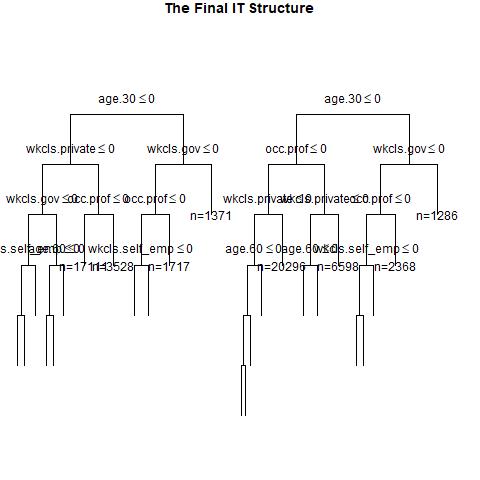 The Final IT Structure
age.30 ≤ 0
age.30 ≤ 0
wkcls.private ≤ 0
wkcls.gov ≤ 0
occ.prof ≤ 0
wkcls.gov ≤ 0
wkcls.gov ≤ 0
occ.prof ≤ 0
occ.prof ≤ 0
n=1371
wkcls.private ≤ 0
wkcls.private ≤ 0
occ.prof ≤ 0
n=1286
s.self_emp ≤ 0
age.60 ≤ 0
n=1711
n=13528
wkcls.self_emp ≤ 0
n=1717
age.60 ≤ 0
n=20296
age.60 ≤ 0
n=6598
wkcls.self_emp ≤ 0
n=2368